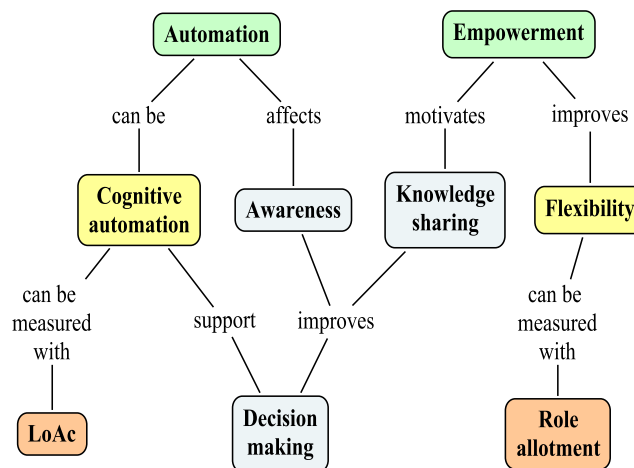 Automation
Empowerment
can be
affects
motivates
improves
Cognitive
automation
Awareness
Knowledge
sharing
Flexibility
can be
measured
with
support
improves
can be
measured
with
LoAc
Decision
making
Role
allotment